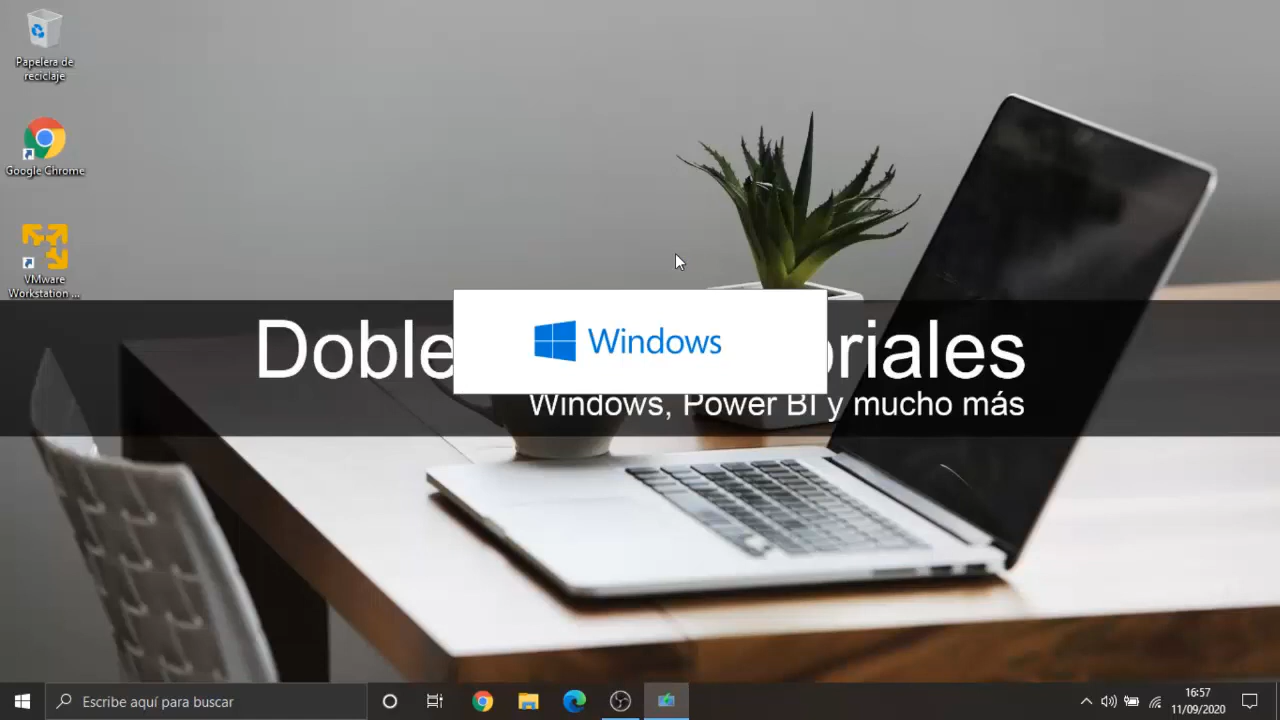 Papelera de
reciclaje
Google Chrome
VMware
Workstation ...
Doble
oriales
Windows
Windows, Power BI y mucho más
Escribe aquí para buscar
16:57
11/09/2020